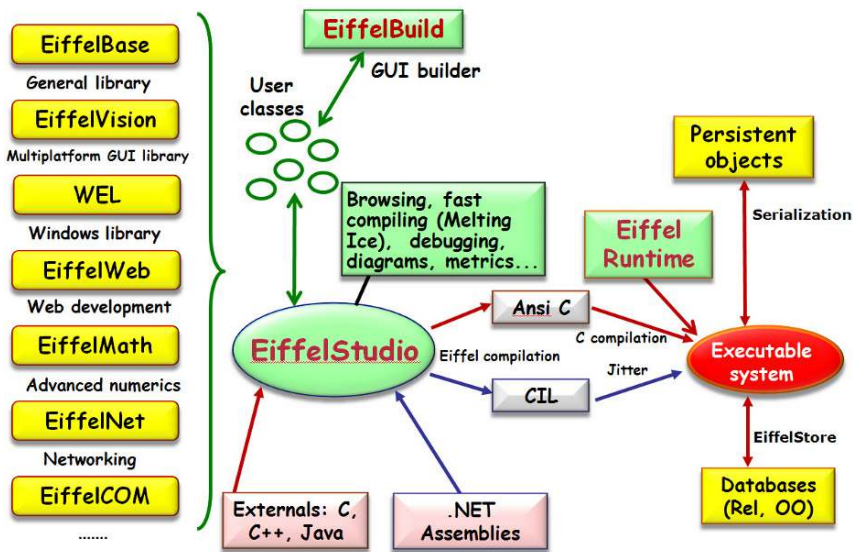 EiffelBase
General library
EiffelVision
Multiplatform GUI library
WEL
Windows library
EiffelWeb
Web development
EiffelMath
Advanced numerics
EiffelNet
Networking
EiffelCOM
.......
EiffelBuild
GUI builder
User
classes
Browsing, fast
compiling (Melting
Ice), debugging,
diagrams, metrics...
EiffelStudio
Eiffel compilation
Ansi C
CIL
C compilation
Jitter
Eiffel
Runtime
Externals: C,
C++, Java
.NET
Assemblies
Persistent
objects
Serialization
Executable
system
EiffelStore
Databases
(Rel, OO)